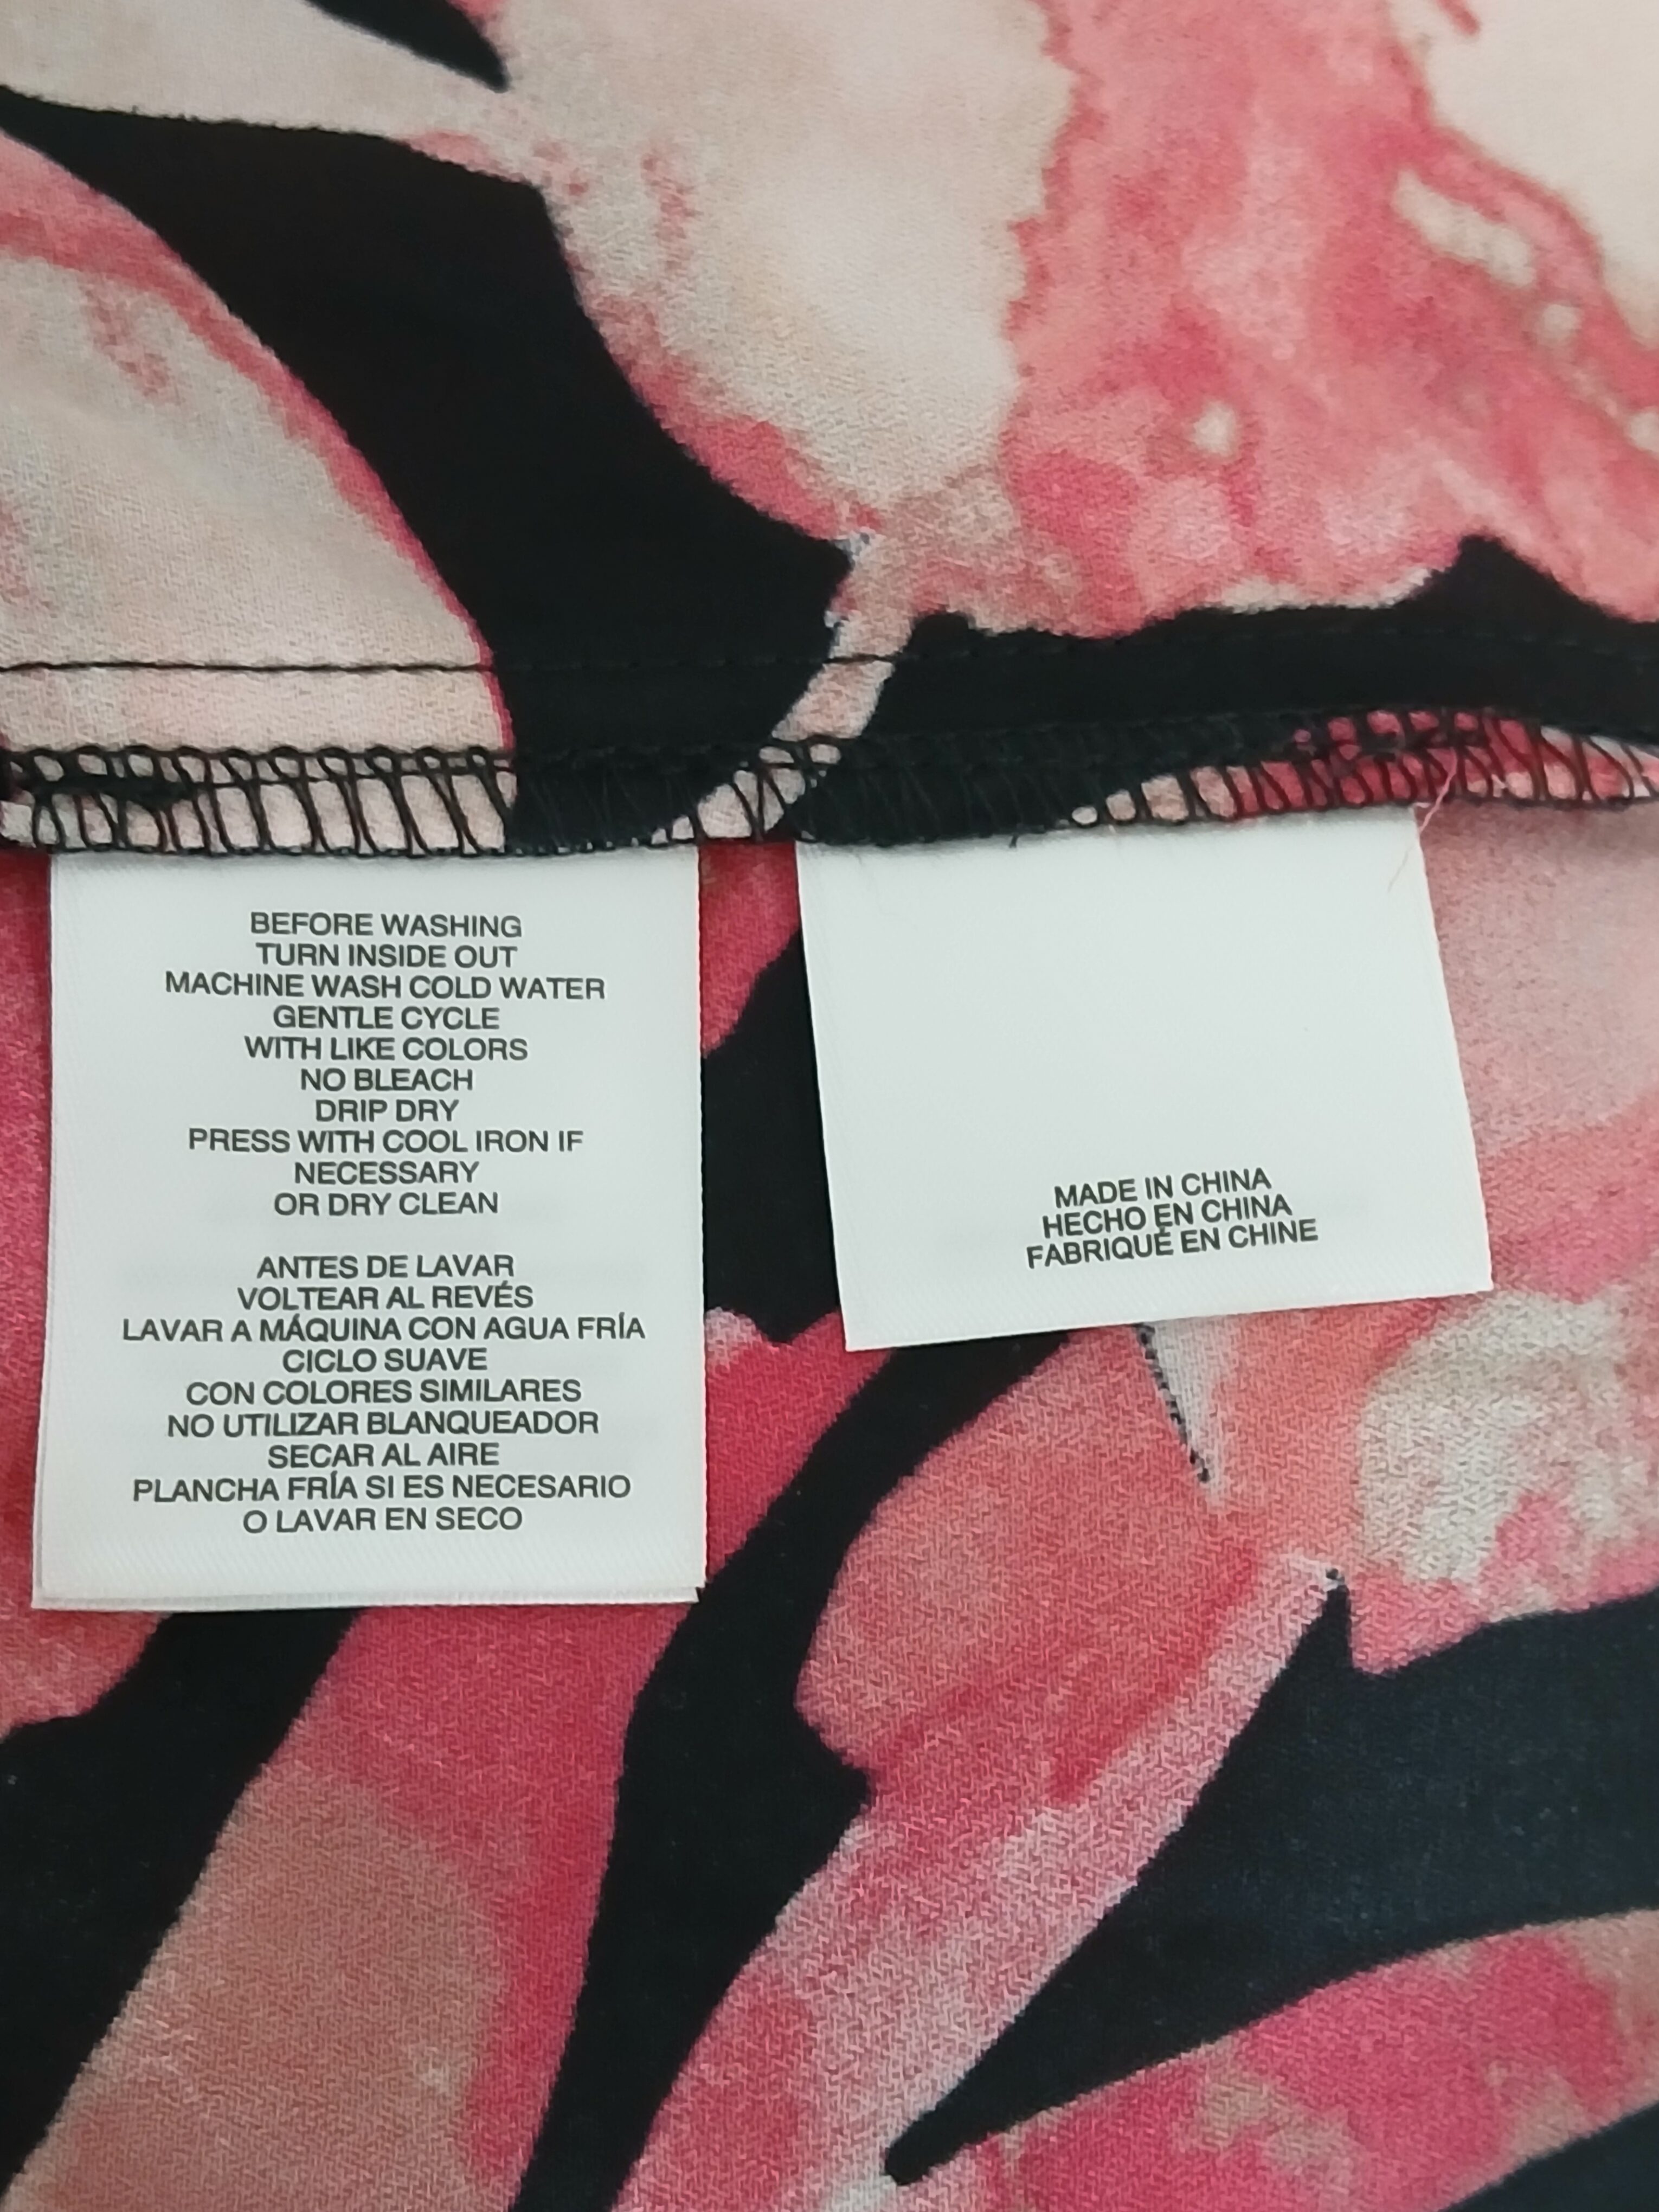 BEFORE WASHING
TURN INSIDE OUT
MACHINE WASH COLD WATER
GENTLE CYCLE
WITH LIKE COLORS
NO BLEACH
DRIP DRY
PRESS WITH COOL IRON IF
NECESSARY
OR DRY CLEAN
ANTES DE LAVAR
VOLTEAR AL REVÉS
LAVAR A MÁQUINA CON AGUA FRÍA
CICLO SUAVE
CON COLORES SIMILARES
NO UTILIZAR BLANQUEADOR
SECAR AL AIRE
PLANCHA FRÍA SI ES NECESARIO
O LAVAR EN SECO
MADE IN CHINA
HECHO EN CHINA
FABRIQUÉ EN CHINE